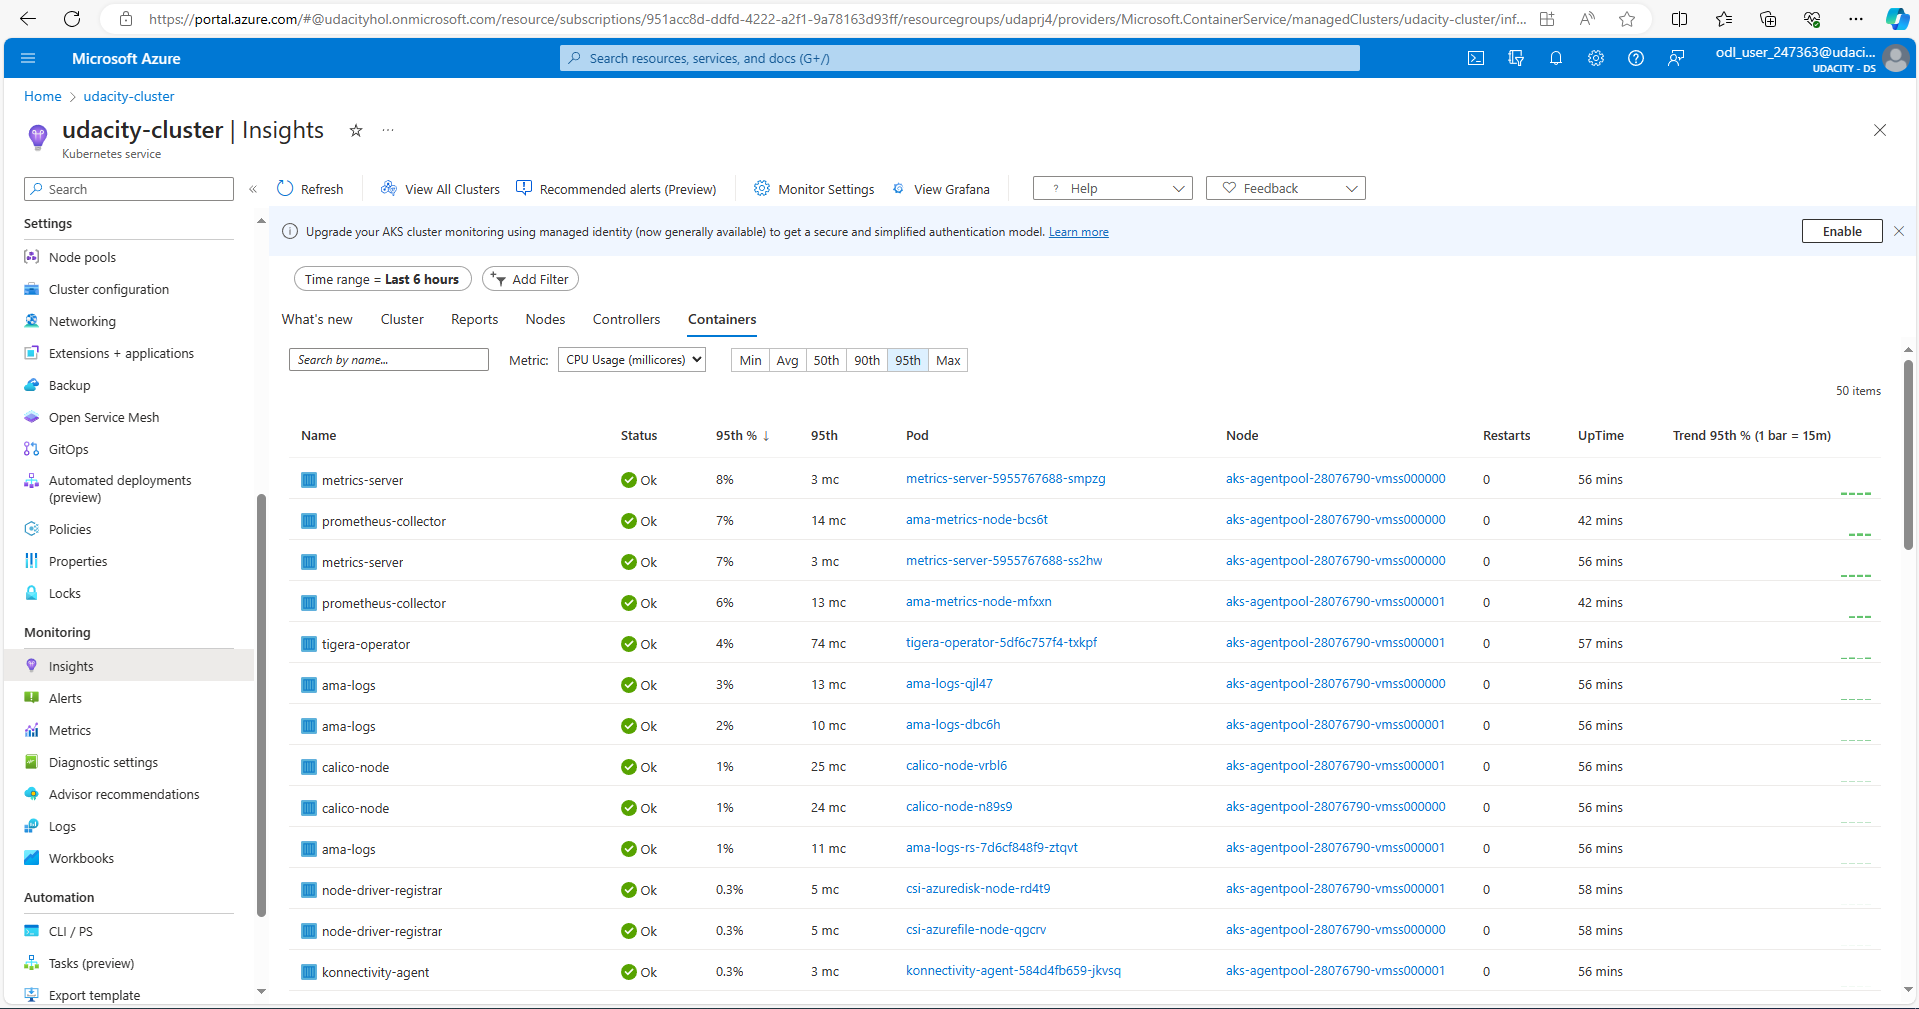 https://portal.azure.com/#@udacityhol.onmicrosoft.com/resource/subscriptions/951acc8d-ddfd-4222-a2f1-9a78163d93ff/resourcegroups/udaprj4/providers/Microsoft.ContainerService/managedClusters/udacity-cluster/inf...
Microsoft Azure
Search resources, services, and docs (G+/)
odl_user_247363@udaci...
UDACITY - DS
Home > udacity-cluster
udacity-cluster | Insights
Kubernetes service
Search
Refresh
View All Clusters
Recommended alerts (Preview)
Monitor Settings
View Grafana
? Help
Feedback
Settings
Node pools
Cluster configuration
Networking
Extensions + applications
Backup
Open Service Mesh
GitOps
Automated deployments
(preview)
Policies
Properties
Locks
Monitoring
Insights
Alerts
Metrics
Diagnostic settings
Advisor recommendations
Logs
Workbooks
Automation
CLI / PS
Tasks (preview)
Export template
Upgrade your AKS cluster monitoring using managed identity (now generally available) to get a secure and simplified authentication model. Learn more
Enable
Time range = Last 6 hours
Add Filter
What's new Cluster Reports Nodes Controllers Containers
Search by name...
Metric: CPU Usage (millicores)
Min Avg 50th 90th 95th Max
50 items
Name Status 95th % ↓ 95th Pod Node Restarts UpTime Trend 95th % (1 bar = 15m)
metrics-server Ok 8% 3 mc metrics-server-5955767688-smpzg aks-agentpool-28076790-vmss000000 0 56 mins
prometheus-collector Ok 7% 14 mc ama-metrics-node-bcs6t aks-agentpool-28076790-vmss000000 0 42 mins
metrics-server Ok 7% 3 mc metrics-server-5955767688-ss2hw aks-agentpool-28076790-vmss000000 0 56 mins
prometheus-collector Ok 6% 13 mc ama-metrics-node-mfxxn aks-agentpool-28076790-vmss000001 0 42 mins
tigera-operator Ok 4% 74 mc tigera-operator-5df6c757f4-txkpf aks-agentpool-28076790-vmss000001 0 57 mins
ama-logs Ok 3% 13 mc ama-logs-qjl47 aks-agentpool-28076790-vmss000000 0 56 mins
ama-logs Ok 2% 10 mc ama-logs-dbc6h aks-agentpool-28076790-vmss000001 0 56 mins
calico-node Ok 1% 25 mc calico-node-vrbl6 aks-agentpool-28076790-vmss000001 0 56 mins
calico-node Ok 1% 24 mc calico-node-n89s9 aks-agentpool-28076790-vmss000000 0 56 mins
ama-logs Ok 1% 11 mc ama-logs-rs-7d6cf848f9-ztqvt aks-agentpool-28076790-vmss000001 0 56 mins
node-driver-registrar Ok 0.3% 5 mc csi-azuredisk-node-rd4t9 aks-agentpool-28076790-vmss000001 0 58 mins
node-driver-registrar Ok 0.3% 5 mc csi-azurefile-node-qgcrv aks-agentpool-28076790-vmss000000 0 58 mins
konnectivity-agent Ok 0.3% 3 mc konnectivity-agent-584d4fb659-jkvsq aks-agentpool-28076790-vmss000001 0 56 mins